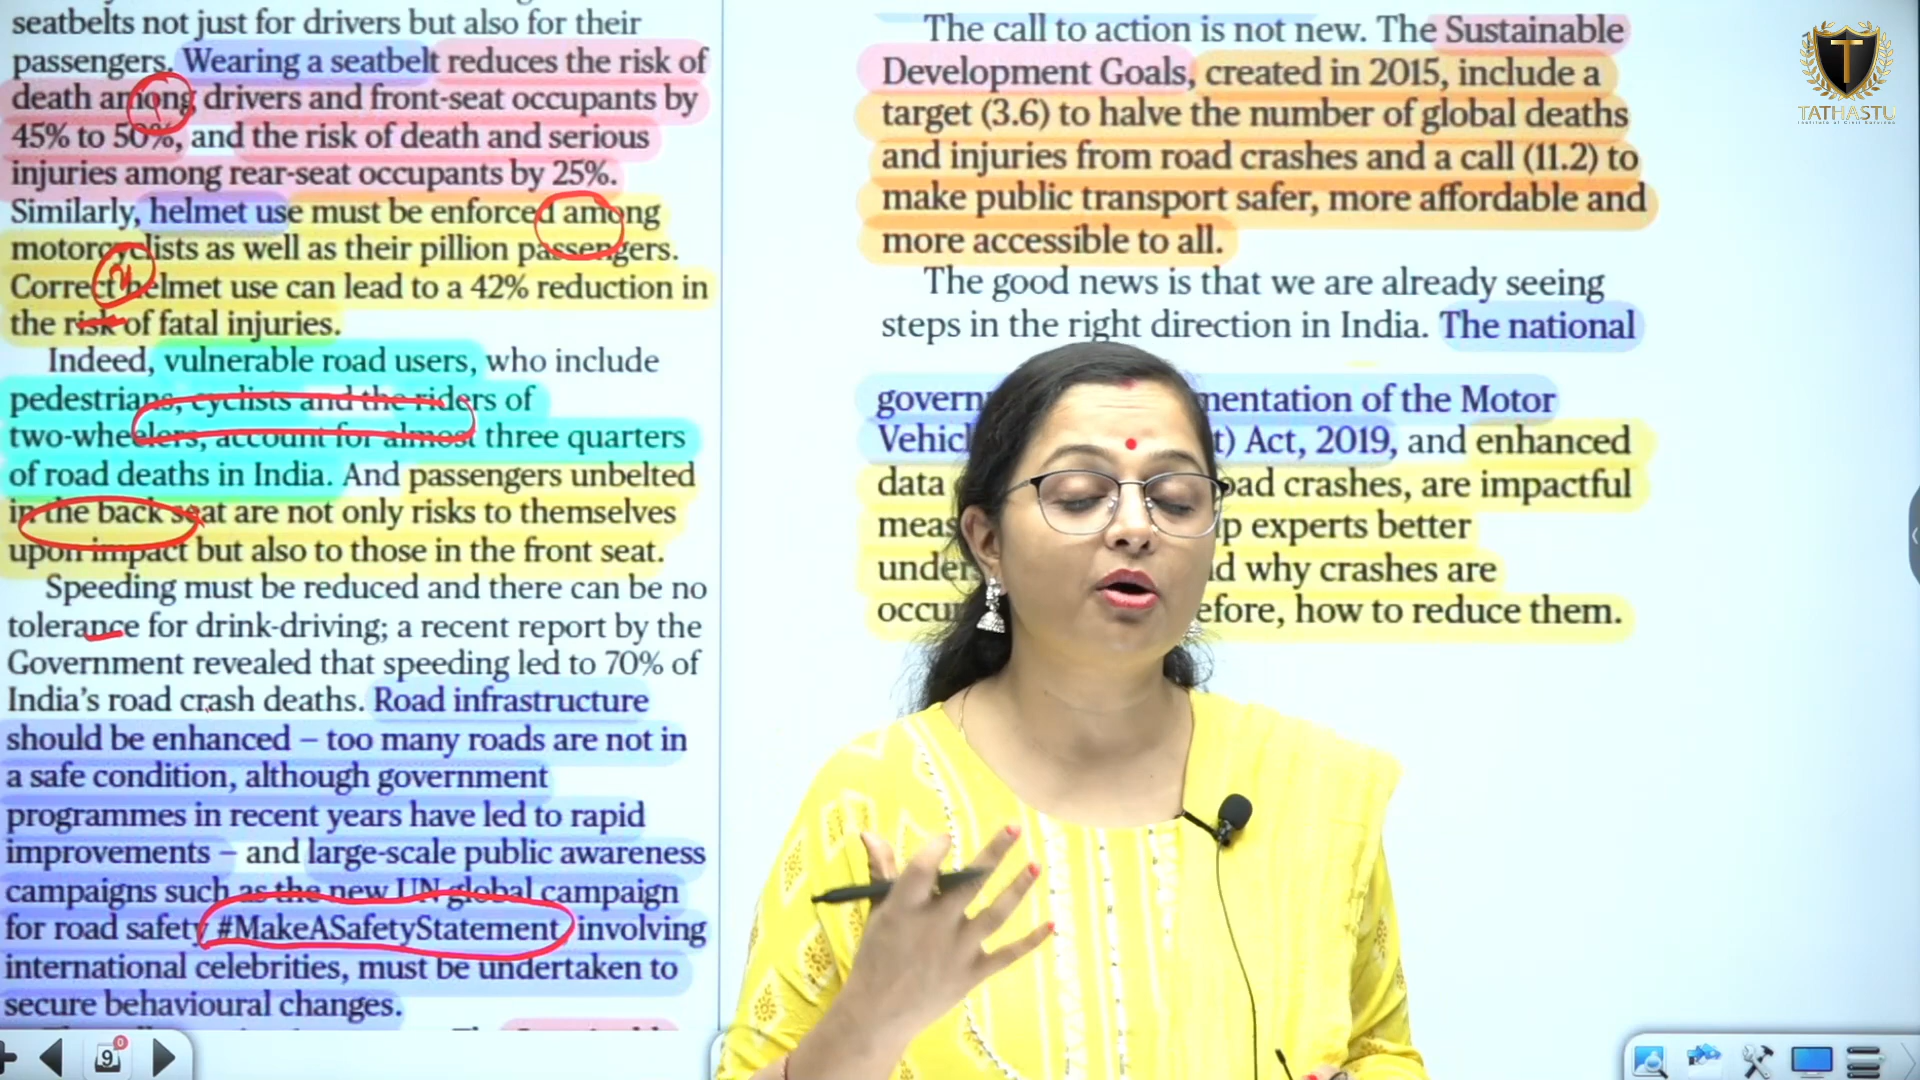 seatbelts not just for drivers but also for their
passengers. Wearing a seatbelt reduces the risk of
death among drivers and front-seat occupants by
45% to 50%, and the risk of death and serious
injuries among rear-seat occupants by 25%.
Similarly, helmet use must be enforced among
motorcyclists as well as their pillion passengers.
Correct helmet use can lead to a 42% reduction in
the risk of fatal injuries.
Indeed, vulnerable road users, who include
pedestrians, cyclists and the riders of
two-wheelers, account for almost three quarters
of road deaths in India. And passengers unbelted
in the back seat are not only risks to themselves
upon impact but also to those in the front seat.
Speeding must be reduced and there can be no
tolerance for drink-driving; a recent report by the
Government revealed that speeding led to 70% of
India's road crash deaths. Road infrastructure
should be enhanced – too many roads are not in
a safe condition, although government
programmes in recent years have led to rapid
improvements – and large-scale public awareness
campaigns such as the new UN global campaign
for road safety #MakeASafetyStatement, involving
international celebrities, must be undertaken to
secure behavioural changes.
The call to action is not new. The Sustainable
Development Goals, created in 2015, include a
target (3.6) to halve the number of global deaths
and injuries from road crashes and a call (11.2) to
make public transport safer, more affordable and
more accessible to all.
The good news is that we are already seeing
steps in the right direction in India. The national
govern mentation of the Motor
Vehicl t) Act, 2019, and enhanced
data oad crashes, are impactful
meas p experts better
under d why crashes are
occu efore, how to reduce them.
T
TATHASTU
Institute of Civil Services
9
0